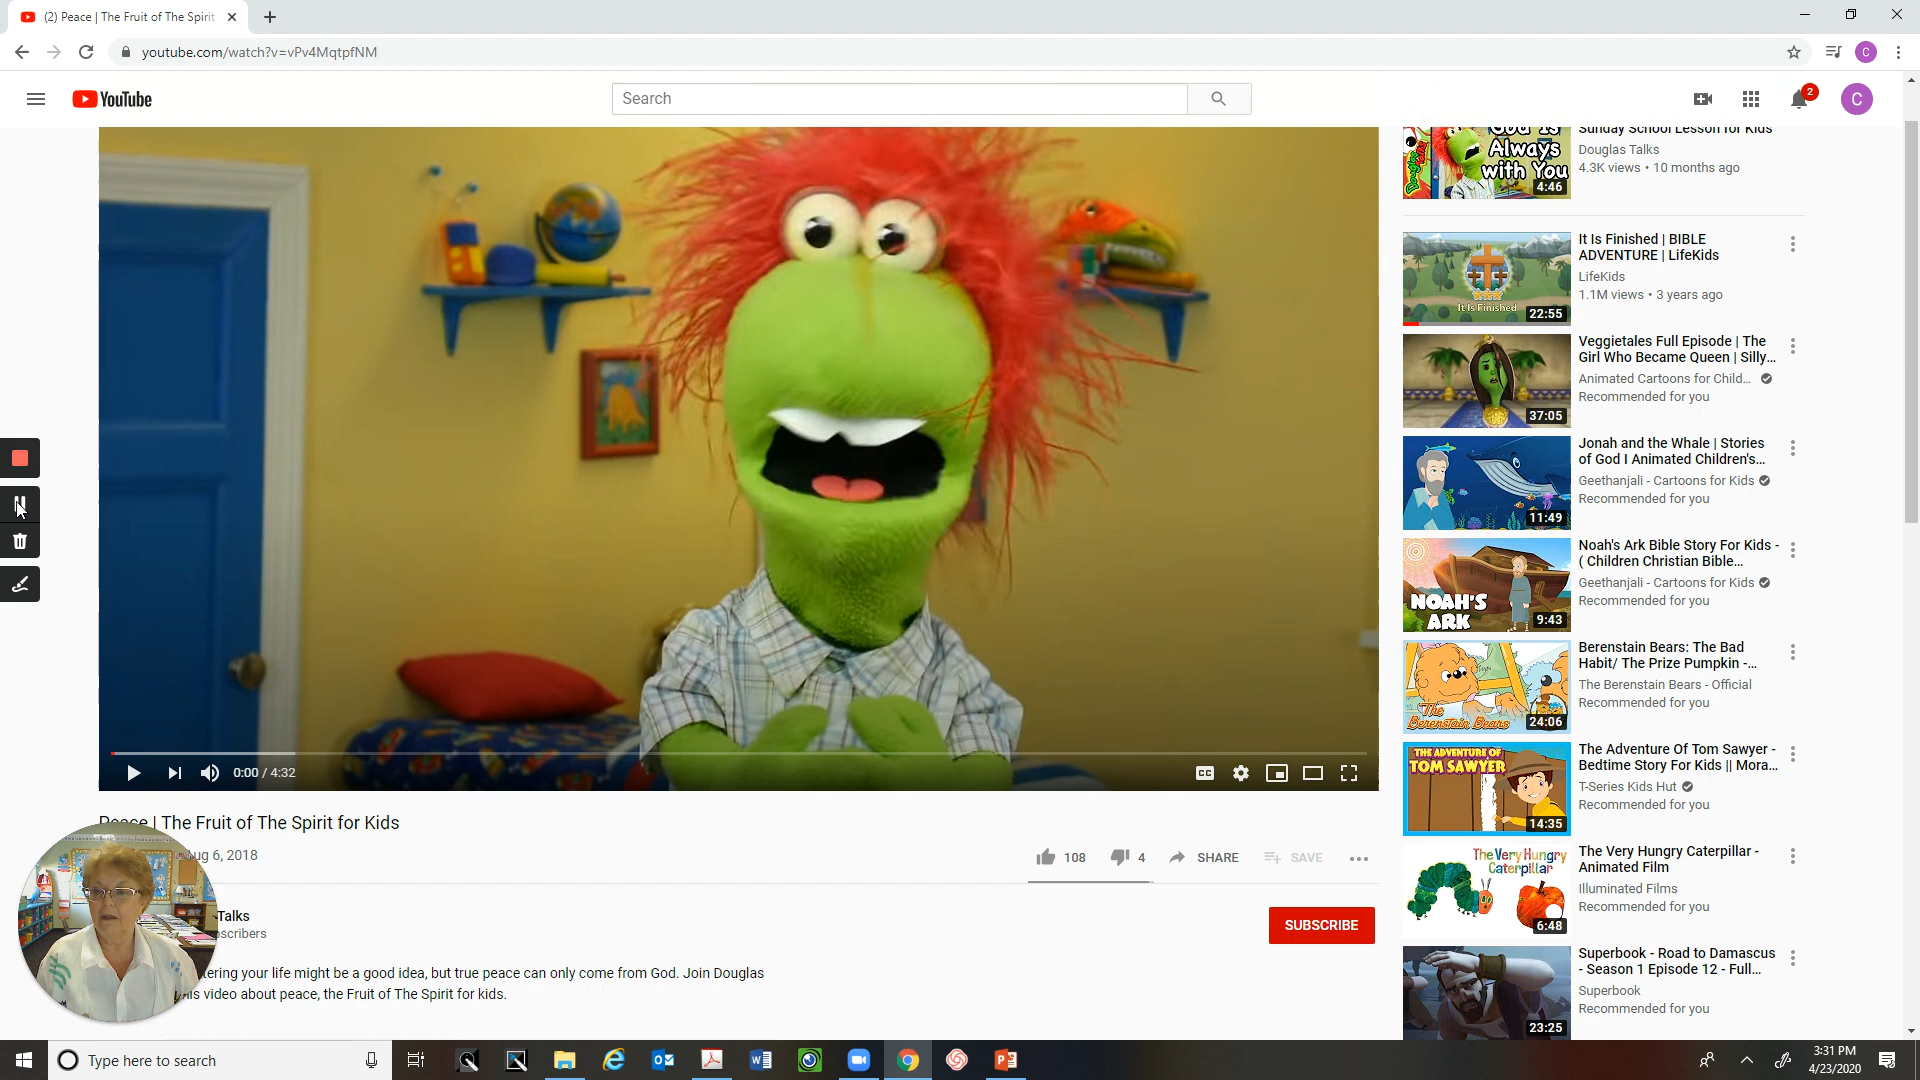 (2) Peace | The Fruit of The Spirit
youtube.com/watch?v=vPv4MqtpfNM
C
YouTube
Search
2
C
God Is
Always
with You
4:46
Sunday School Lesson for Kids
Douglas Talks
4.3K views • 10 months ago
It Is Finished
22:55
It Is Finished | BIBLE
ADVENTURE | LifeKids
LifeKids
1.1M views • 3 years ago
37:05
Veggietales Full Episode | The
Girl Who Became Queen | Silly...
Animated Cartoons for Child...
Recommended for you
11:49
Jonah and the Whale | Stories
of God I Animated Children's...
Geethanjali - Cartoons for Kids
Recommended for you
NOAH'S
ARK
9:43
Noah's Ark Bible Story For Kids -
( Children Christian Bible...
Geethanjali - Cartoons for Kids
Recommended for you
The
Berenstain Bears
24:06
Berenstain Bears: The Bad
Habit/ The Prize Pumpkin -...
The Berenstain Bears - Official
Recommended for you
THE ADVENTURE OF
TOM SAWYER
14:35
The Adventure Of Tom Sawyer -
Bedtime Story For Kids || Mora...
T-Series Kids Hut
Recommended for you
The Very Hungry
Caterpillar
6:48
The Very Hungry Caterpillar -
Animated Film
Illuminated Films
Recommended for you
23:25
Superbook - Road to Damascus
- Season 1 Episode 12 - Full...
Superbook
Recommended for you
0:00 / 4:32
CC
Peace | The Fruit of The Spirit for Kids
Aug 6, 2018
108
4
SHARE
SAVE
Talks
SUBSCRIBE
your life might be a good idea, but true peace can only come from God. Join Douglas
video about peace, the Fruit of The Spirit for kids.
Type here to search
3:31 PM
4/23/2020